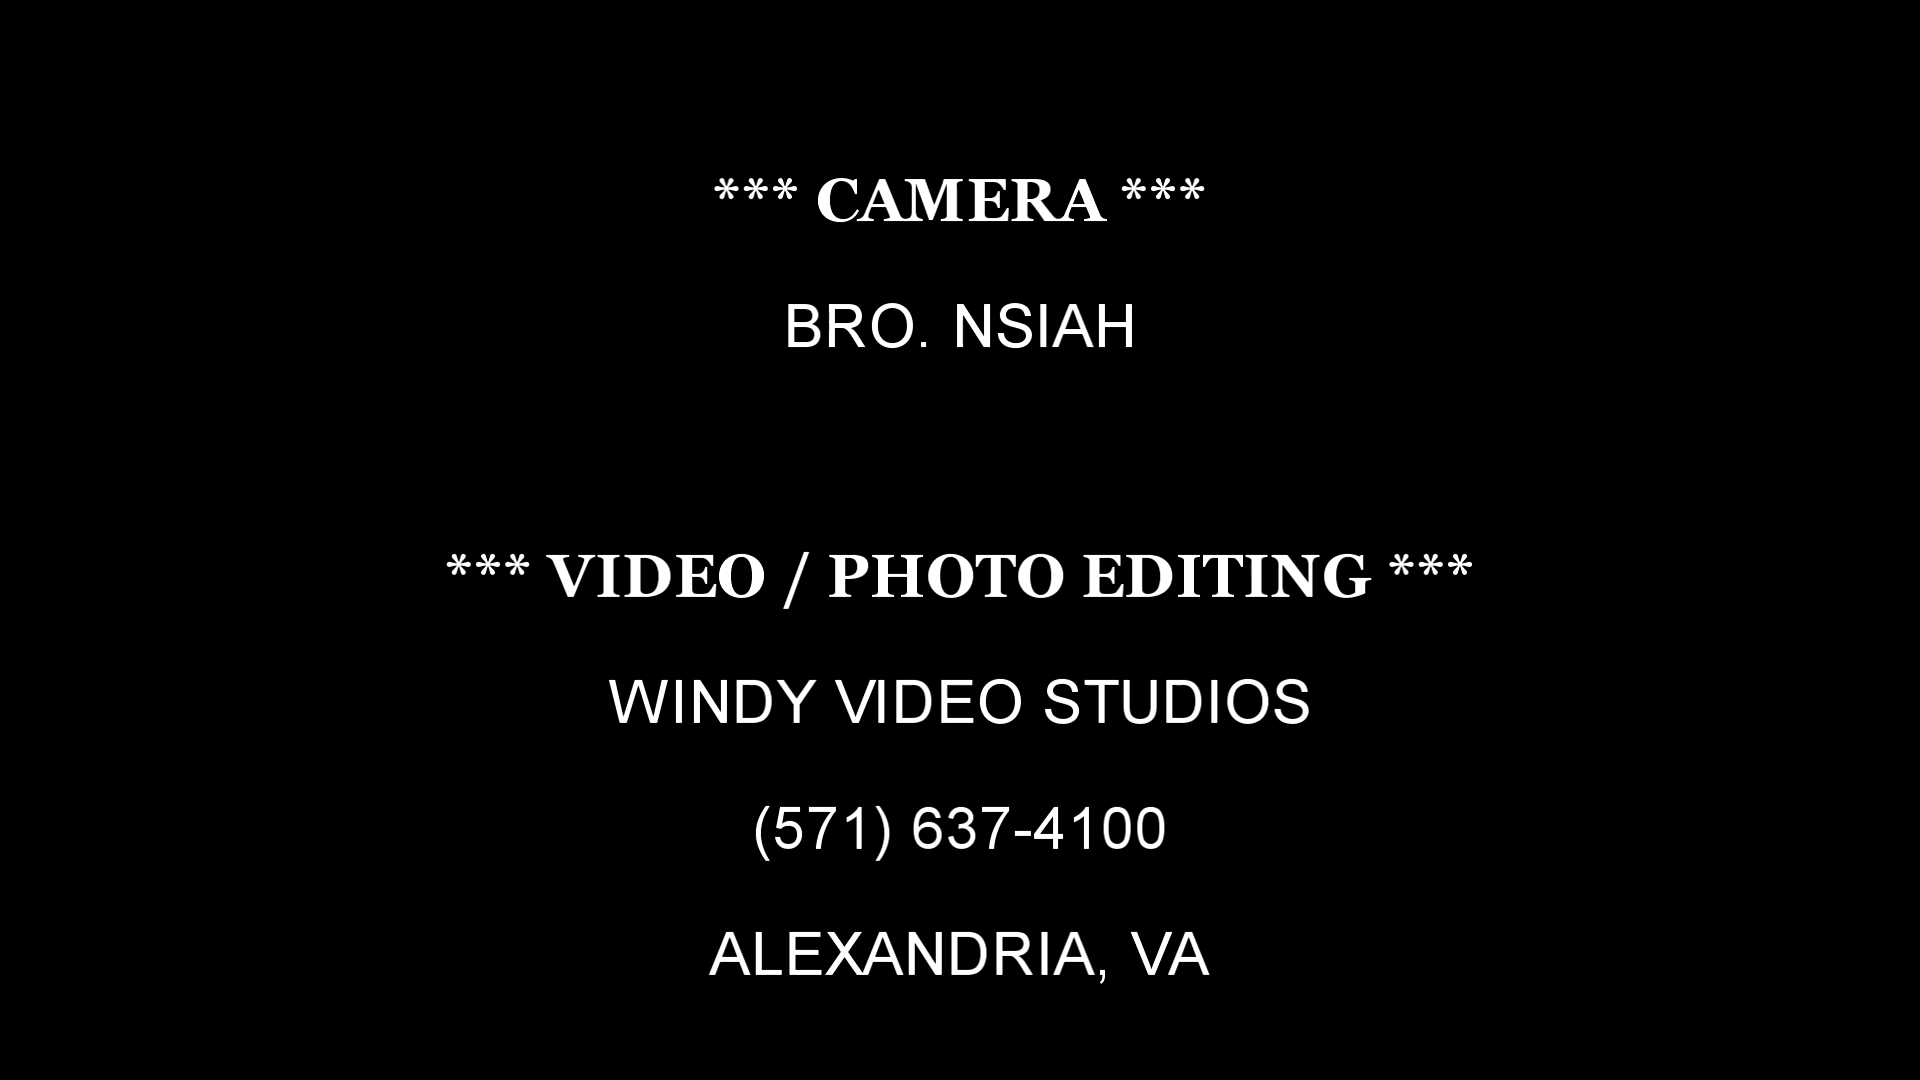 *** CAMERA ***
BRO. NSIAH
*** VIDEO / PHOTO EDITING ***
WINDY VIDEO STUDIOS
(571) 637-4100
ALEXANDRIA, VA